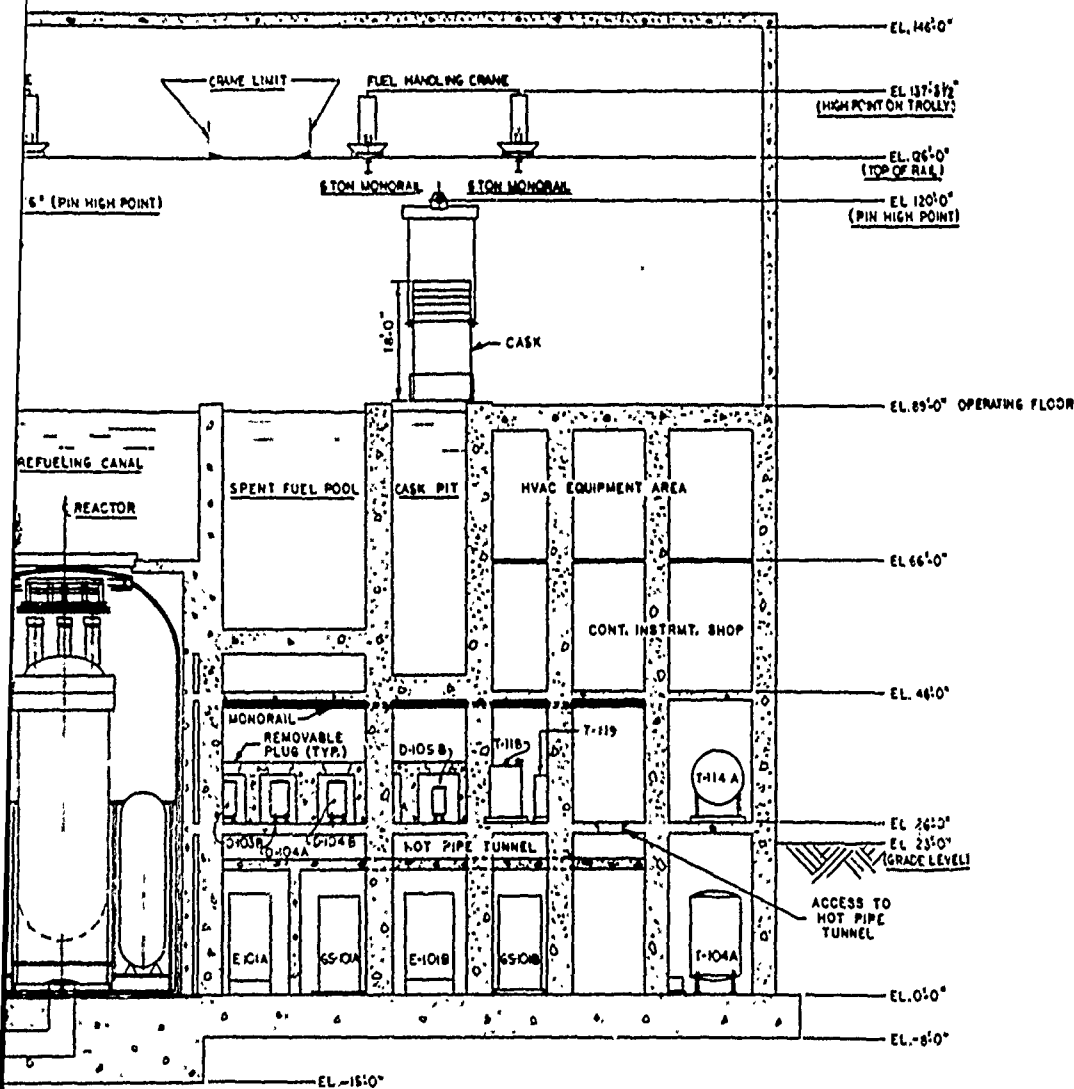 EL. 146'-0"
CRANE LIMIT
FUEL HANDLING CRANE
EL 137'-3½"
(HIGH POINT ON TROLLY)
EL. 126'-0"
(TOP OF RAIL)
6 TON MONORAIL
6 TON MONORAIL
6" (PIN HIGH POINT)
EL 120'-0"
(PIN HIGH POINT)
18'-0"
CASK
EL. 89'-0" OPERATING FLOOR
REFUELING CANAL
SPENT FUEL POOL
CASK PIT
HVAC EQUIPMENT AREA
REACTOR
EL 66'-0"
CONT. INSTRMT. SHOP
EL. 46'-0"
MONORAIL
REMOVABLE
PLUG (TYP.)
D-105B
T-118
T-119
T-114 A
EL 26'-0"
D-103B
D-104A
D-104B
HOT PIPE TUNNEL
EL 23'-0"
(GRADE LEVEL)
ACCESS TO
HOT PIPE
TUNNEL
E101A
GS-101A
E-101B
GS-101B
T-104A
EL. 0'-0"
EL. -8'-0"
EL. -15'-0"